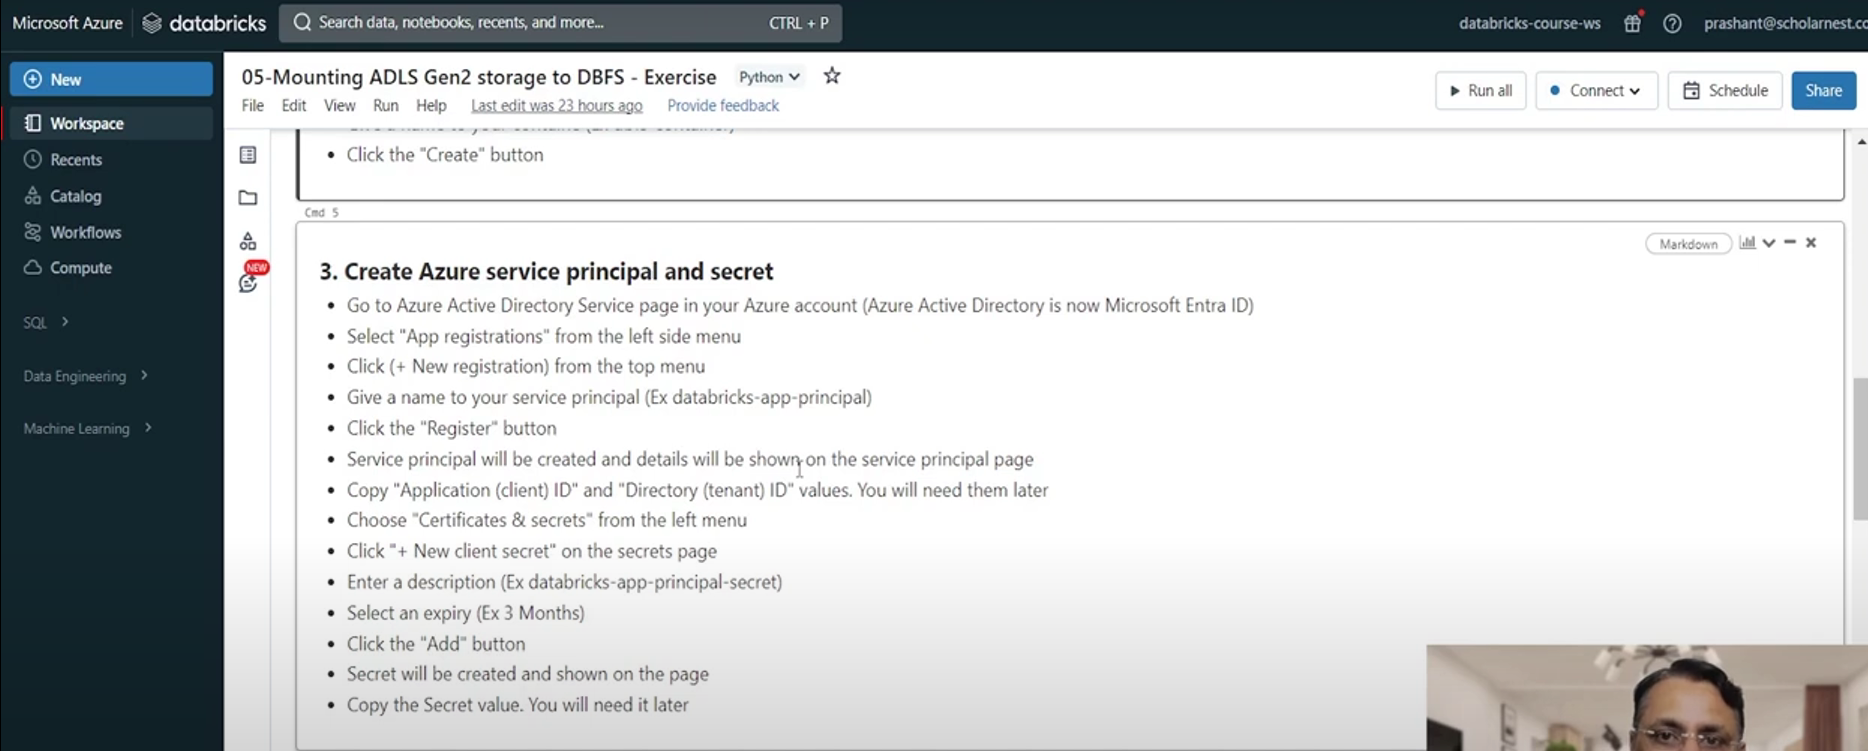 Microsoft Azure databricks Search data, notebooks, recents, and more... CTRL + P databricks-course-ws prashant@scholarnest.co
New
Workspace
Recents
Catalog
Workflows
Compute
SQL
Data Engineering
Machine Learning
05-Mounting ADLS Gen2 storage to DBFS - Exercise Python
File Edit View Run Help Last edit was 23 hours ago Provide feedback
Run all Connect Schedule Share
NEW
• Click the "Create" button
Cmd 5
Markdown
3. Create Azure service principal and secret
• Go to Azure Active Directory Service page in your Azure account (Azure Active Directory is now Microsoft Entra ID)
• Select "App registrations" from the left side menu
• Click (+ New registration) from the top menu
• Give a name to your service principal (Ex databricks-app-principal)
• Click the "Register" button
• Service principal will be created and details will be shown on the service principal page
• Copy "Application (client) ID" and "Directory (tenant) ID" values. You will need them later
• Choose "Certificates & secrets" from the left menu
• Click "+ New client secret" on the secrets page
• Enter a description (Ex databricks-app-principal-secret)
• Select an expiry (Ex 3 Months)
• Click the "Add" button
• Secret will be created and shown on the page
• Copy the Secret value. You will need it later